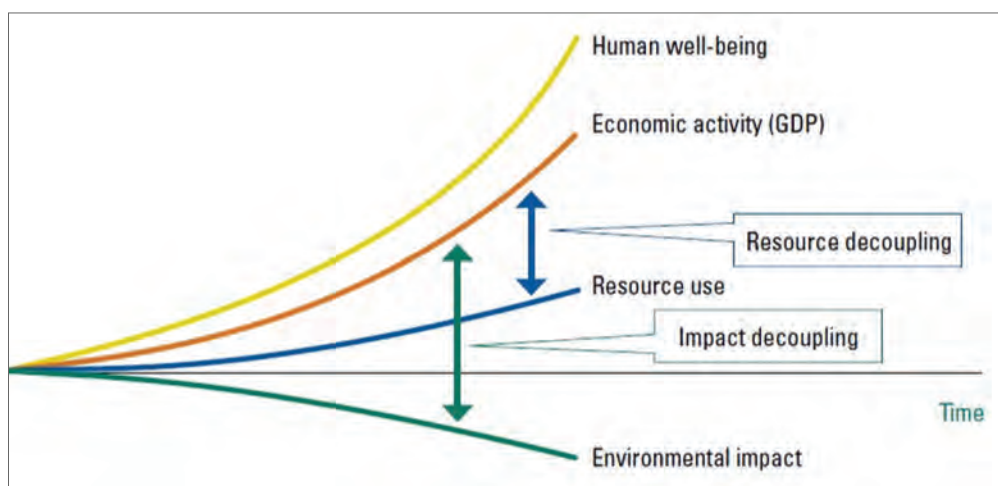 Human well-being
Economic activity (GDP)
Resource decoupling
Resource use
Impact decoupling
Time
Environmental impact